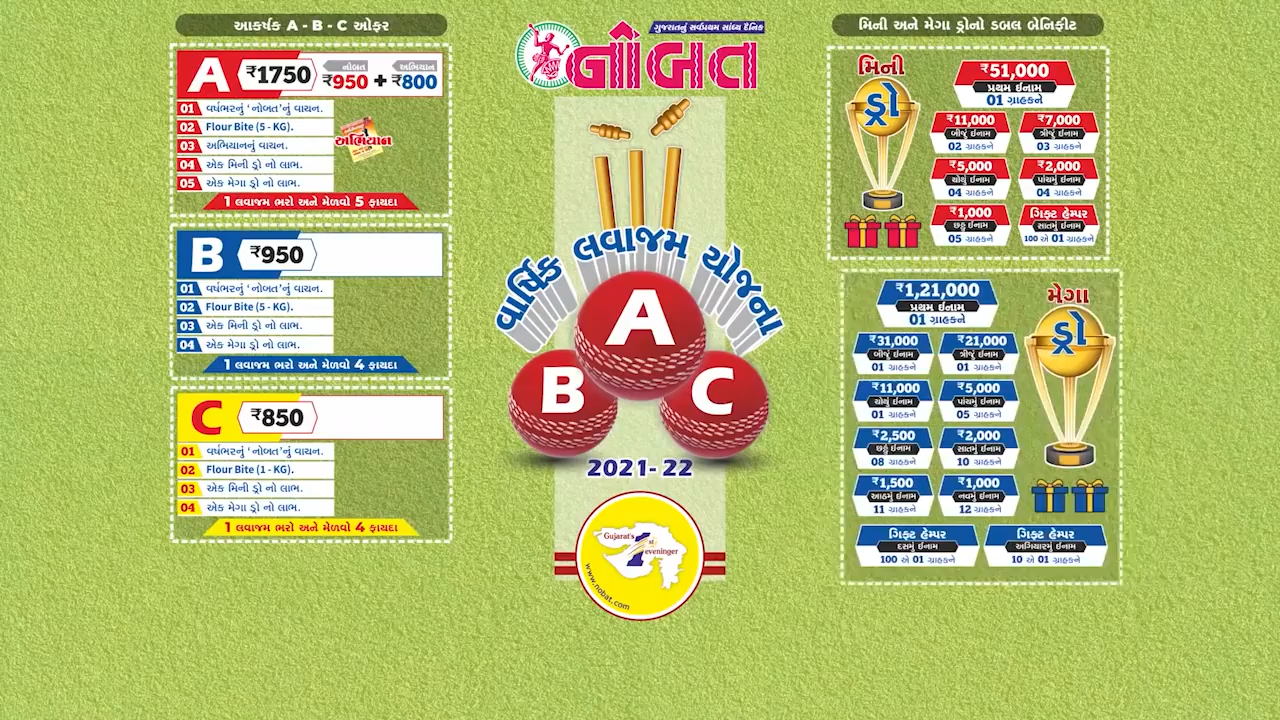 આકર્ષક A - B - C ઓફર
A ₹1750 નોબત ₹950 + અભિયાન ₹800
01 વર્ષભરનું 'નોબત'નું વાચન.
02 Flour Bite (5 - KG).
03 અભિયાનનું વાચન.
04 એક મિની ડ્રો નો લાભ.
05 એક મેગા ડ્રો નો લાભ.
અભિયાન
1 લવાજમ ભરો અને મેળવો 5 ફાયદા
B ₹950
01 વર્ષભરનું 'નોબત'નું વાચન.
02 Flour Bite (5 - KG).
03 એક મિની ડ્રો નો લાભ.
04 એક મેગા ડ્રો નો લાભ.
1 લવાજમ ભરો અને મેળવો 4 ફાયદા
C ₹850
01 વર્ષભરનું 'નોબત'નું વાચન.
02 Flour Bite (1 - KG).
03 એક મિની ડ્રો નો લાભ.
04 એક મેગા ડ્રો નો લાભ.
1 લવાજમ ભરો અને મેળવો 4 ફાયદા
ગુજરાતનું સર્વપ્રથમ સાંધ્ય દૈનિક
નોબત
વાર્ષિક લવાજમ યોજના
A
B C
2021- 22
Gujarat's 1st eveninger
www.nobat.com
મિની અને મેગા ડ્રોનો ડબલ બેનિફીટ
મિની
ડ્રો
₹51,000
પ્રથમ ઈનામ
01 ગ્રાહકને
₹11,000 ₹7,000
બીજું ઈનામ ત્રીજું ઈનામ
02 ગ્રાહકને 03 ગ્રાહકને
₹5,000 ₹2,000
ચોથું ઈનામ પાંચમું ઈનામ
04 ગ્રાહકને 04 ગ્રાહકને
₹1,000 ગિફ્ટ હેમ્પર
છઠ્ઠું ઈનામ સાતમું ઈનામ
05 ગ્રાહકને 100 એ 01 ગ્રાહકને
₹1,21,000
પ્રથમ ઈનામ
01 ગ્રાહકને
મેગા
ડ્રો
₹31,000 ₹21,000
બીજું ઈનામ ત્રીજું ઈનામ
01 ગ્રાહકને 01 ગ્રાહકને
₹11,000 ₹5,000
ચોથું ઈનામ પાંચમું ઈનામ
01 ગ્રાહકને 05 ગ્રાહકને
₹2,500 ₹2,000
છઠ્ઠું ઈનામ સાતમું ઈનામ
08 ગ્રાહકને 10 ગ્રાહકને
₹1,500 ₹1,000
આઠમું ઈનામ નવમું ઈનામ
11 ગ્રાહકને 12 ગ્રાહકને
ગિફ્ટ હેમ્પર ગિફ્ટ હેમ્પર
દસમું ઈનામ અગિયારમું ઈનામ
100 એ 01 ગ્રાહકને 10 એ 01 ગ્રાહકને